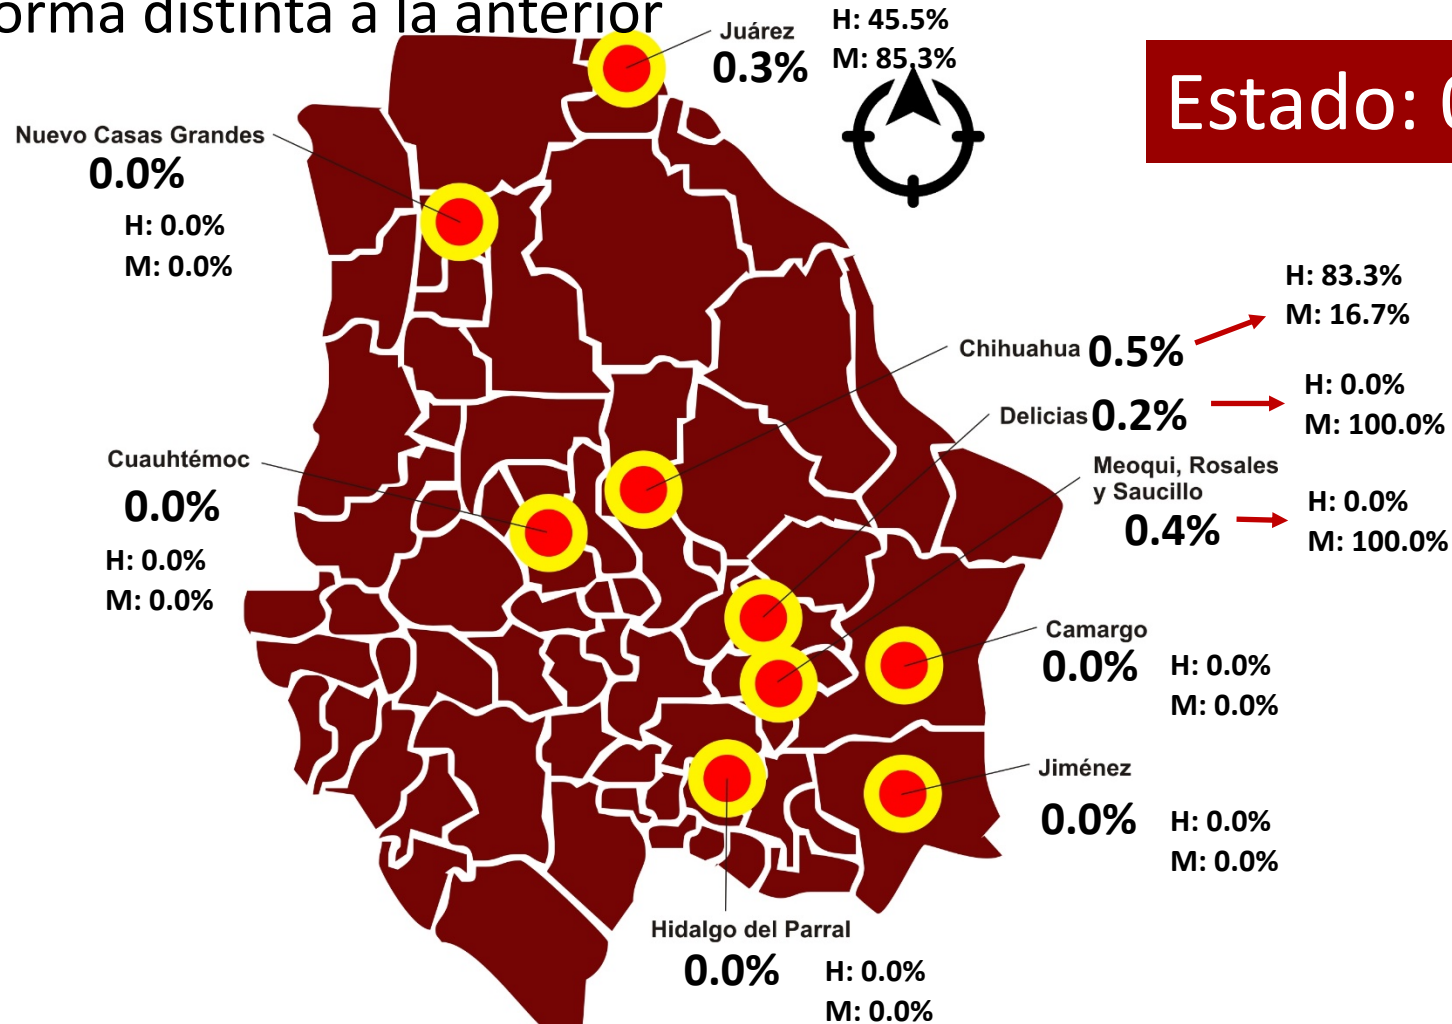 orma distinta a la anterior
Juárez
0.3%
H: 45.5%
M: 85.3%
Estado: 0
Nuevo Casas Grandes
0.0%
H: 0.0%
M: 0.0%
Chihuahua 0.5%
H: 83.3%
M: 16.7%
Delicias 0.2%
H: 0.0%
M: 100.0%
Meoqui, Rosales
y Saucillo
0.4%
H: 0.0%
M: 100.0%
Cuauhtémoc
0.0%
H: 0.0%
M: 0.0%
Camargo
0.0%
H: 0.0%
M: 0.0%
Jiménez
0.0%
H: 0.0%
M: 0.0%
Hidalgo del Parral
0.0%
H: 0.0%
M: 0.0%